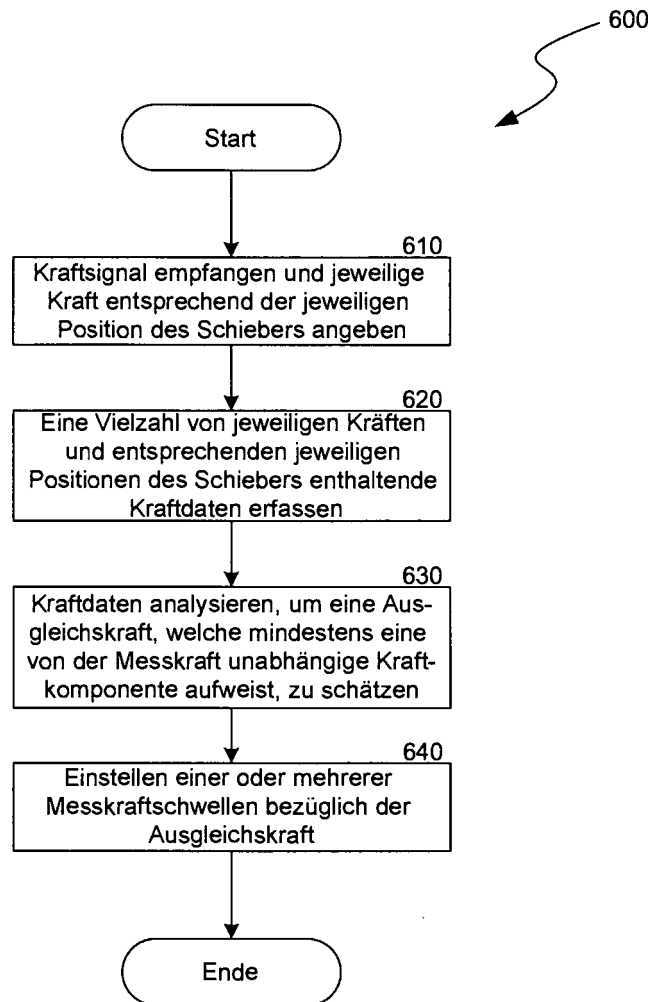 600
Start
610
Kraftsignal empfangen und jeweilige
Kraft entsprechend der jeweiligen
Position des Schiebers angeben
620
Eine Vielzahl von jeweiligen Kräften
und entsprechenden jeweiligen
Positionen des Schiebers enthaltende
Kraftdaten erfassen
630
Kraftdaten analysieren, um eine Aus-
gleichskraft, welche mindestens eine
von der Messkraft unabhängige Kraft-
komponente aufweist, zu schätzen
640
Einstellen einer oder mehrerer
Messkraftschwellen bezüglich der
Ausgleichskraft
Ende